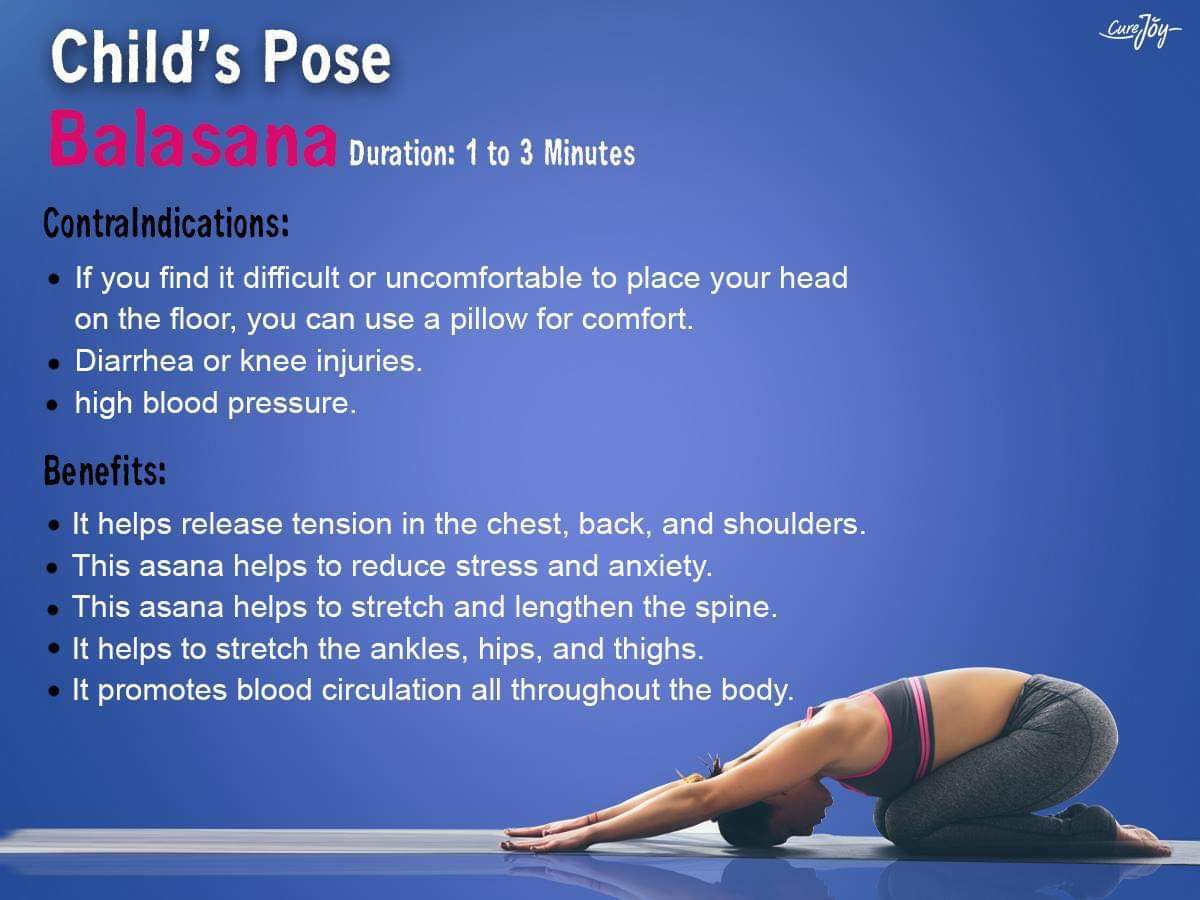 Cure Joy
Child's Pose
Balasana Duration: 1 to 3 Minutes
ContraIndications:
• If you find it difficult or uncomfortable to place your head
on the floor, you can use a pillow for comfort.
• Diarrhea or knee injuries.
• high blood pressure.
Benefits:
• It helps release tension in the chest, back, and shoulders.
• This asana helps to reduce stress and anxiety.
• This asana helps to stretch and lengthen the spine.
• It helps to stretch the ankles, hips, and thighs.
• It promotes blood circulation all throughout the body.